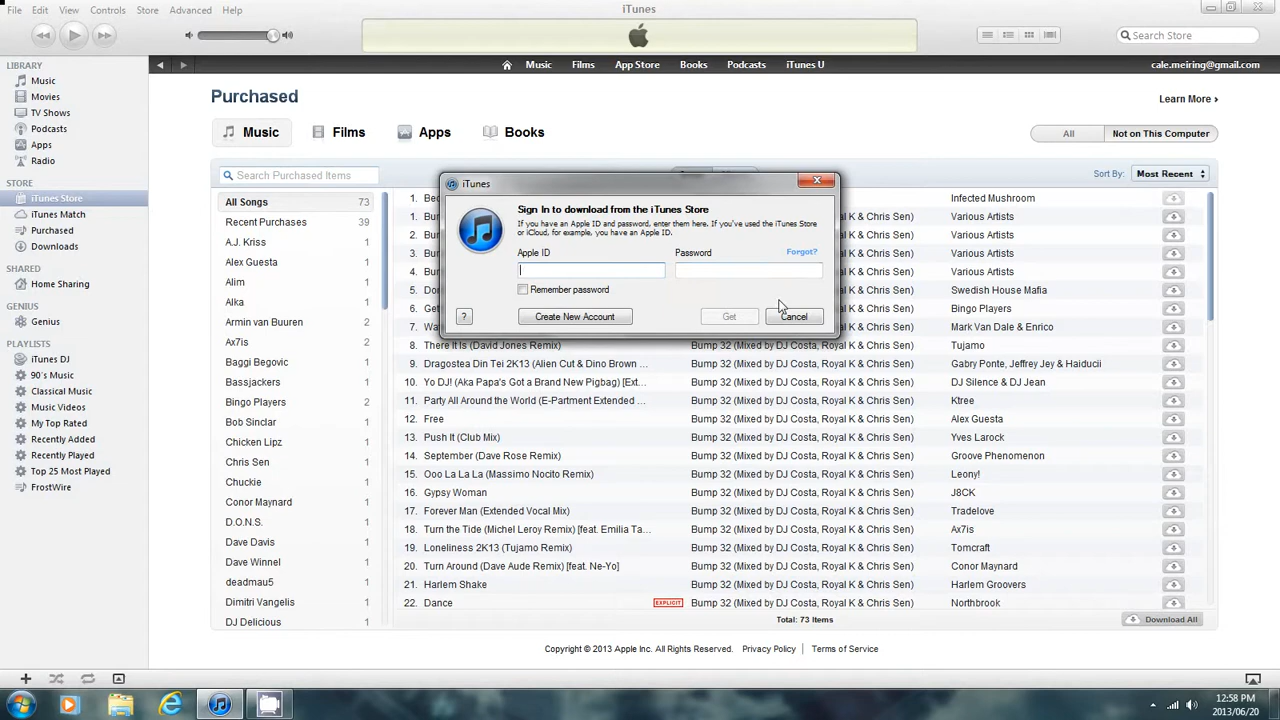 File Edit View Controls Store Advanced Help
iTunes
Search Store
LIBRARY
Music
Movies
TV Shows
Podcasts
Apps
Radio
STORE
iTunes Store
iTunes Match
Purchased
Downloads
SHARED
Home Sharing
GENIUS
Genius
PLAYLISTS
iTunes DJ
90's Music
Classical Music
Music Videos
My Top Rated
Recently Added
Recently Played
Top 25 Most Played
FrostWire
Music Films App Store Books Podcasts iTunes U
cale.meiring@gmail.com
Purchased
Learn More ›
Music Films Apps Books
All Not on This Computer
Search Purchased Items
Sort By: Most Recent
All Songs 73
Recent Purchases 39
A.J. Kriss 1
Alex Guesta 1
Alim 1
Alka 1
Armin van Buuren 2
Ax7is 2
Baggi Begovic 1
Bassjackers 1
Bingo Players 2
Bob Sinclar 1
Chicken Lipz 1
Chris Sen 1
Chuckie 1
Conor Maynard 1
D.O.N.S. 1
Dave Davis 1
Dave Winnel 1
deadmau5 1
Dimitri Vangelis 1
DJ Delicious 1
iTunes
Sign In to download from the iTunes Store
If you have an Apple ID and password, enter them here. If you've used the iTunes Store
or iCloud, for example, you have an Apple ID.
Apple ID Password Forgot?
Remember password
? Create New Account Get Cancel
1. Infected Mushroom
1. Various Artists
2. Various Artists
3. Various Artists
4. Various Artists
5. Swedish House Mafia
6. Bingo Players
7. Mark Van Dale & Enrico
8. There It Is (David Jones Remix) Bump 32 (Mixed by DJ Costa, Royal K & Chris Sen) Tujamo
9. Dragostea Din Tei 2K13 (Alien Cut & Dino Brown ... Bump 32 (Mixed by DJ Costa, Royal K & Chris Sen) Gabry Ponte, Jeffrey Jey & Haiducii
10. Yo DJ! (Aka Papa's Got a Brand New Pigbag) [Ext... Bump 32 (Mixed by DJ Costa, Royal K & Chris Sen) DJ Silence & DJ Jean
11. Party All Around the World (E-Partment Extended ... Bump 32 (Mixed by DJ Costa, Royal K & Chris Sen) Ktree
12. Free Bump 32 (Mixed by DJ Costa, Royal K & Chris Sen) Alex Guesta
13. Push It (Club Mix) Bump 32 (Mixed by DJ Costa, Royal K & Chris Sen) Yves Larock
14. September (Dave Rose Remix) Bump 32 (Mixed by DJ Costa, Royal K & Chris Sen) Groove Phenomenon
15. Ooo La La La (Massimo Nocito Remix) Bump 32 (Mixed by DJ Costa, Royal K & Chris Sen) Leony!
16. Gypsy Woman Bump 32 (Mixed by DJ Costa, Royal K & Chris Sen) J8CK
17. Forever Man (Extended Vocal Mix) Bump 32 (Mixed by DJ Costa, Royal K & Chris Sen) Tradelove
18. Turn the Tide (Michel Leroy Remix) [feat. Emilia Ta... Bump 32 (Mixed by DJ Costa, Royal K & Chris Sen) Ax7is
19. Loneliness 2K13 (Tujamo Remix) Bump 32 (Mixed by DJ Costa, Royal K & Chris Sen) Tomcraft
20. Turn Around (Dave Aude Remix) [feat. Ne-Yo] Bump 32 (Mixed by DJ Costa, Royal K & Chris Sen) Conor Maynard
21. Harlem Shake Bump 32 (Mixed by DJ Costa, Royal K & Chris Sen) Harlem Groovers
22. Dance EXPLICIT Bump 32 (Mixed by DJ Costa, Royal K & Chris Sen) Northbrook
Total: 73 Items
Download All
Copyright © 2013 Apple Inc. All Rights Reserved. Privacy Policy | Terms of Service
12:58 PM
2013/06/20